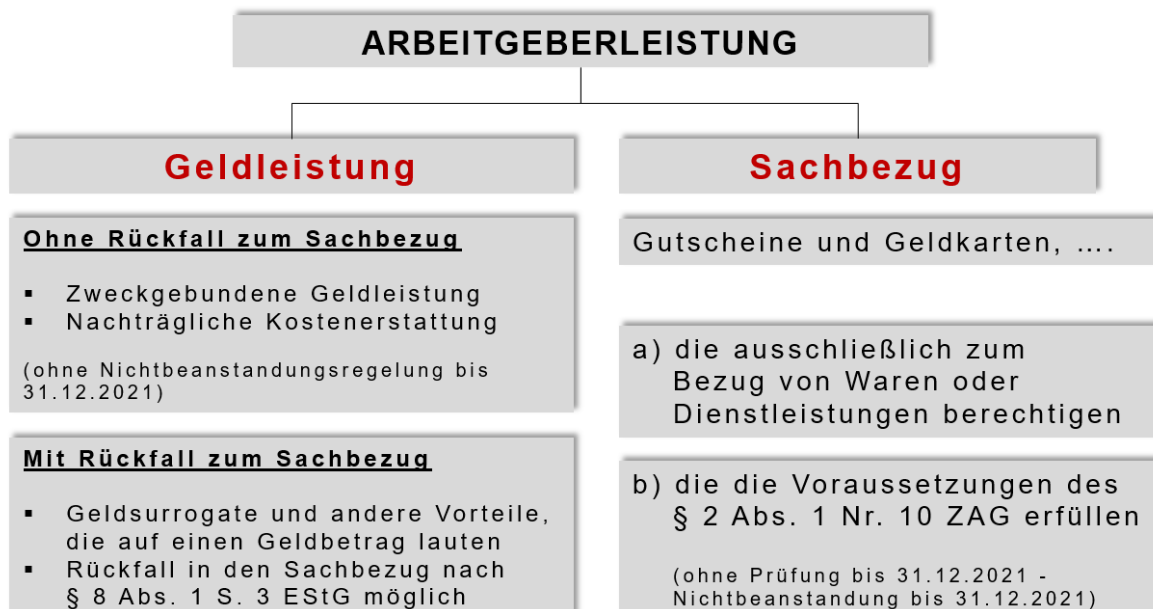 ARBEITGEBERLEISTUNG
Geldleistung
Ohne Rückfall zum Sachbezug
▪ Zweckgebundene Geldleistung
▪ Nachträgliche Kostenerstattung
(ohne Nichtbeanstandungsregelung bis
31.12.2021)
Mit Rückfall zum Sachbezug
▪ Geldsurrogate und andere Vorteile,
die auf einen Geldbetrag lauten
▪ Rückfall in den Sachbezug nach
§ 8 Abs. 1 S. 3 EStG möglich
Sachbezug
Gutscheine und Geldkarten, ....
a) die ausschließlich zum
Bezug von Waren oder
Dienstleistungen berechtigen
b) die die Voraussetzungen des
§ 2 Abs. 1 Nr. 10 ZAG erfüllen
(ohne Prüfung bis 31.12.2021 -
Nichtbeanstandung bis 31.12.2021)